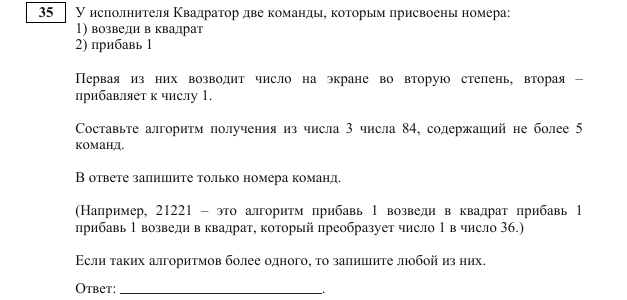 35 У исполнителя Квадратор две команды, которым присвоены номера:
1) возведи в квадрат
2) прибавь 1
Первая из них возводит число на экране во вторую степень, вторая –
прибавляет к числу 1.
Составьте алгоритм получения из числа 3 числа 84, содержащий не более 5
команд.
В ответе запишите только номера команд.
(Например, 21221 – это алгоритм прибавь 1 возведи в квадрат прибавь 1
прибавь 1 возведи в квадрат, который преобразует число 1 в число 36.)
Если таких алгоритмов более одного, то запишите любой из них.
Ответ: ____________________________.